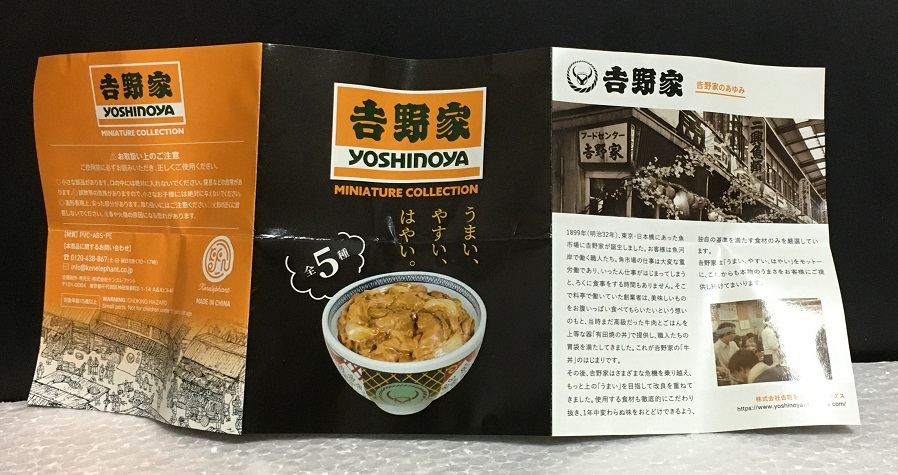 吉野家
YOSHINOYA
MINIATURE COLLECTION
⚠お取扱い上のご注意
ご使用前に必ずお読みいただき、正しくご使用ください。
【材質】PVC・ABS・PE
【本品に関するお問い合わせ】
0120-438-867
info@kenelephant.co.jp
Kenelephant
MADE IN CHINA
WARNING: CHOKING HAZARD
吉野家
YOSHINOYA
MINIATURE COLLECTION
うまい、
やすい、
はやい。
全5種
吉野家
吉野家のあゆみ
フードセンター
吉野家
1899年(明治32年)、東京・日本橋にあった魚
市場に吉野家が誕生しました。お客様は魚河
岸で働く職人たち。魚市場の仕事は大変な重
労働であり、いったん仕事がはじまってしまう
と、ろくに食事をする時間もありません。そこ
で料亭で働いていた創業者は、美味しいもの
をお腹いっぱい食べてもらいたいという想い
のもと、当時まだ高級だった牛肉とごはんを
上等な器「有田焼の丼」で提供し、職人たちの
胃袋を満たしてきました。これが吉野家の「牛
丼」のはじまりです。
その後、吉野家はさまざまな危機を乗り越え、
もっと上の「うまい」を目指して改良を重ねて
きました。使用する食材も徹底的にこだわり
抜き、1年中変わらぬ味をおとどけできるよう、
独自の基準を満たす食材のみを厳選していま
す。
吉野家は「うまい、やすい、はやい」をモットー
に、これからも本物のうまさをお客様にご提
供し続けてまいります。
株式会社吉野家
https://www.yoshinoya